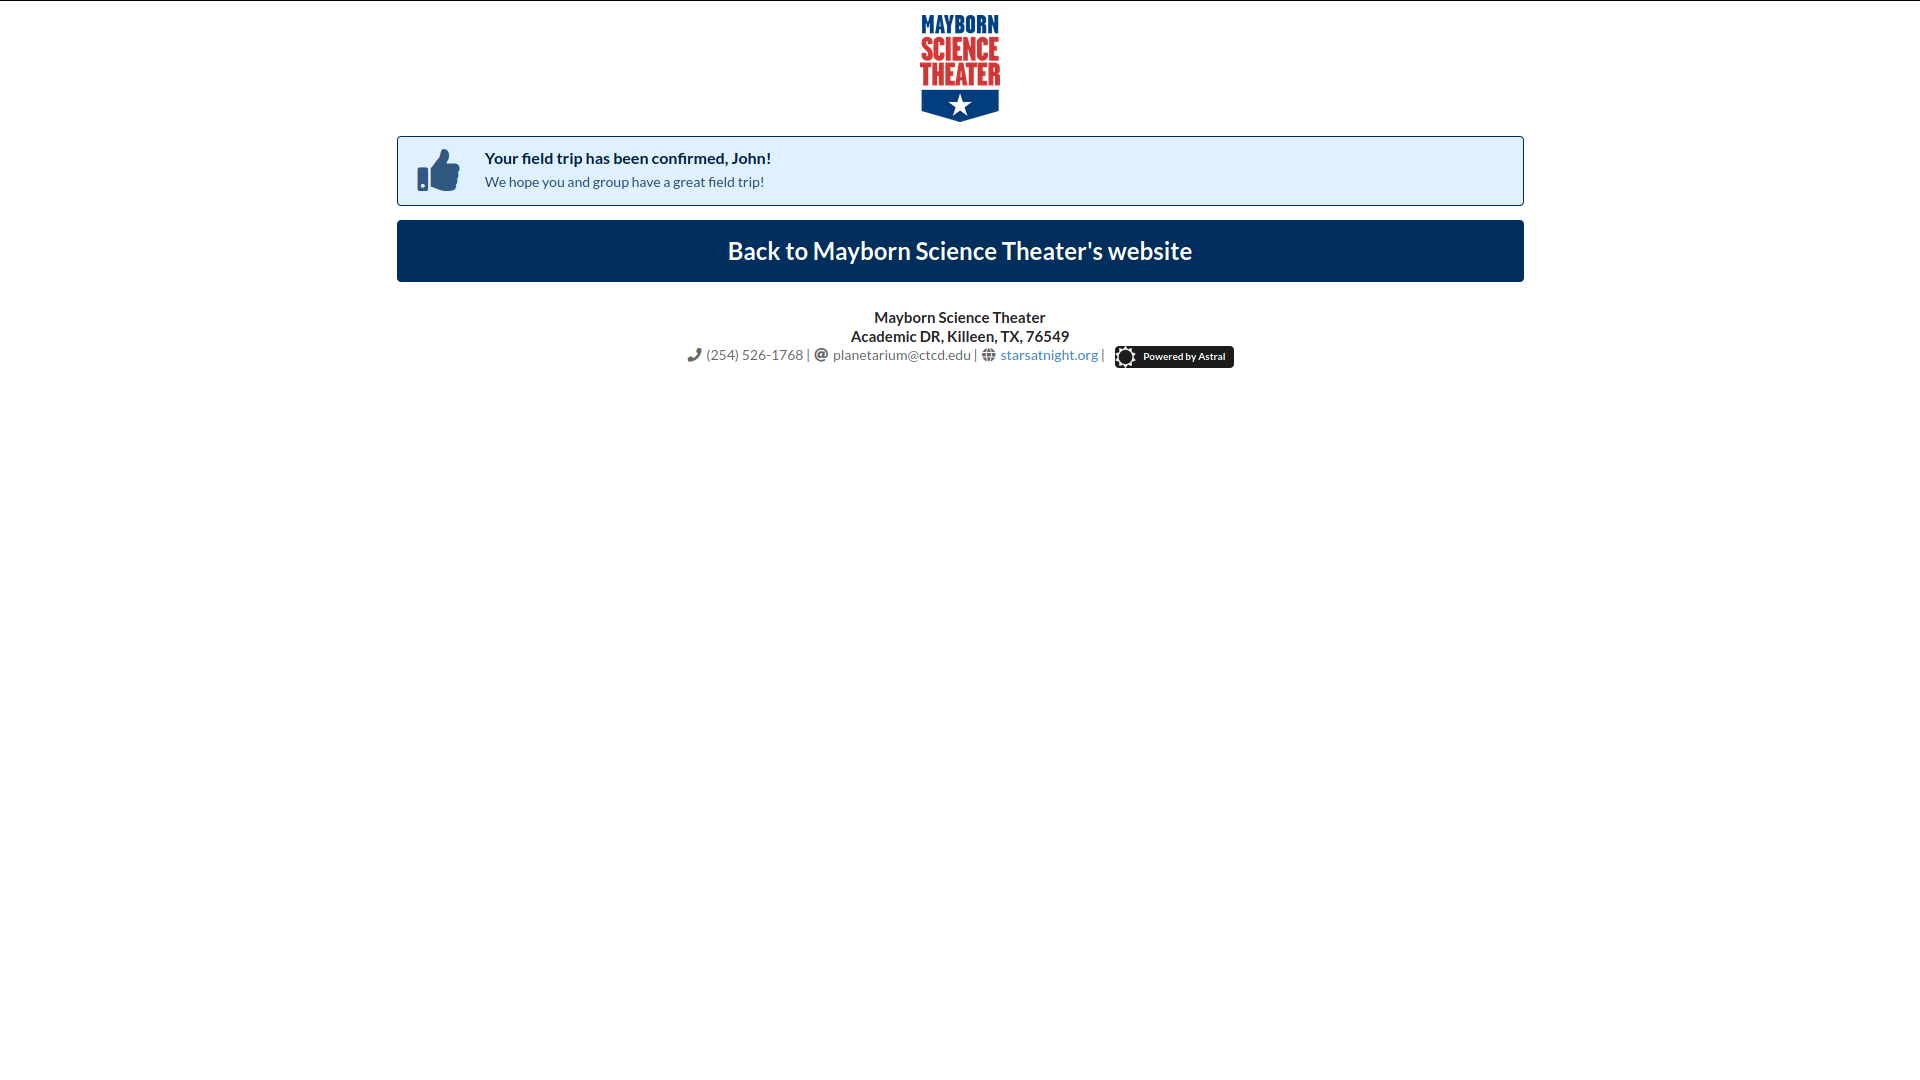 MAYBORN
SCIENCE
THEATER
Your field trip has been confirmed, John!
We hope you and group have a great field trip!
Back to Mayborn Science Theater's website
Mayborn Science Theater
Academic DR, Killeen, TX, 76549
(254) 526-1768 | planetarium@ctcd.edu | starsatnight.org | Powered by Astral